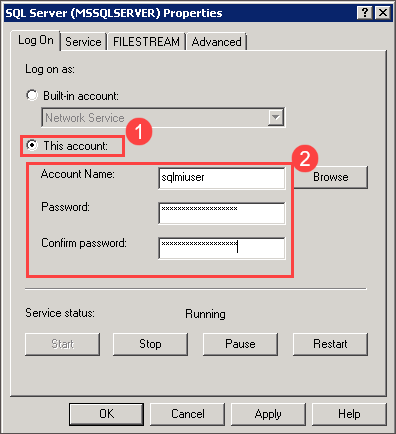 SQL Server (MSSQLSERVER) Properties
Log On Service FILESTREAM Advanced
Log on as:
Built-in account:
Network Service
1
This account:
2
Account Name: sqlmiuser Browse
Password: xxxxxxxxxxxxxxxxxx
Confirm password: xxxxxxxxxxxxxxxxxx
Service status: Running
Start Stop Pause Restart
OK Cancel Apply Help